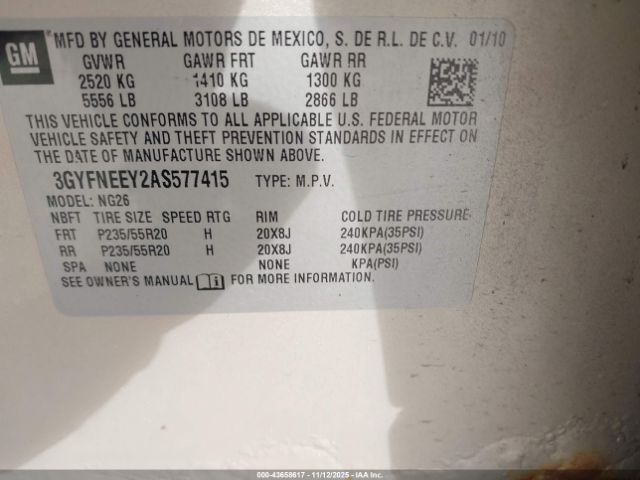 GM MFD BY GENERAL MOTORS DE MEXICO, S. DE R.L. DE C.V. 01/10
GVWR GAWR FRT GAWR RR
2520 KG 1410 KG 1300 KG
5556 LB 3108 LB 2866 LB
THIS VEHICLE CONFORMS TO ALL APPLICABLE U.S. FEDERAL MOTOR
VEHICLE SAFETY AND THEFT PREVENTION STANDARDS IN EFFECT ON
THE DATE OF MANUFACTURE SHOWN ABOVE.
3GYFNEEY2AS577415 TYPE: M.P.V.
MODEL: NG26
NBFT TIRE SIZE SPEED RTG RIM COLD TIRE PRESSURE
FRT P235/55R20 H 20X8J 240KPA(35PSI)
RR P235/55R20 H 20X8J 240KPA(35PSI)
SPA NONE NONE KPA(PSI)
SEE OWNER'S MANUAL i FOR MORE INFORMATION.
000-43658617 - 11/12/2025 - IAA Inc.